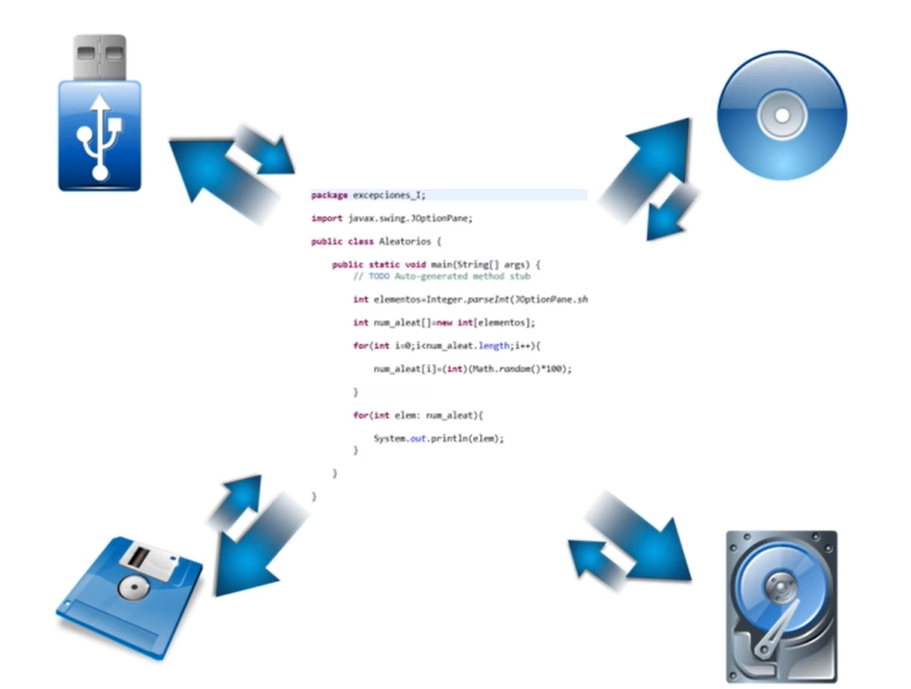 package excepciones_I;
import javax.swing.JOptionPane;
public class Aleatorios {
public static void main(String[] args) {
// TODO Auto-generated method stub
int elementos=Integer.parseInt(JOptionPane.sh
int num_aleat[]=new int[elementos];
for(int i=0;i<num_aleat.length;i++){
num_aleat[i]=(int)(Math.random()*100);
}
for(int elem: num_aleat){
System.out.println(elem);
}
}
}